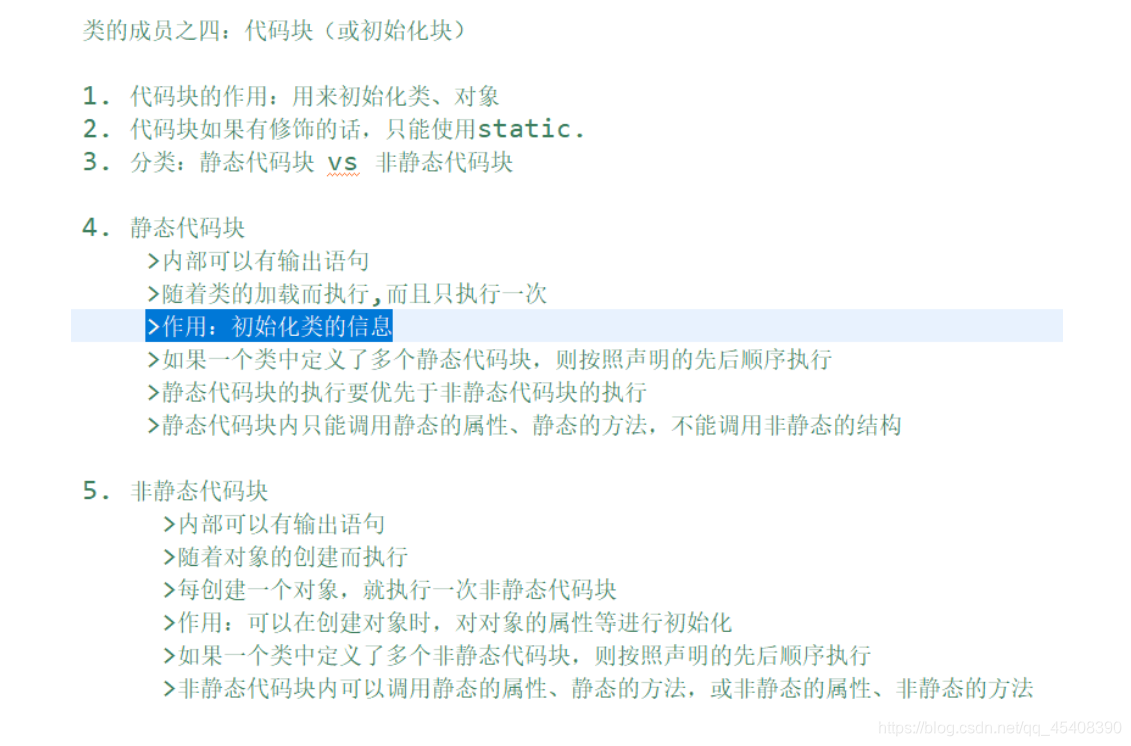 类的成员之四：代码块（或初始化块）
1. 代码块的作用：用来初始化类、对象
2. 代码块如果有修饰的话，只能使用static.
3. 分类：静态代码块 vs 非静态代码块
4. 静态代码块
>内部可以有输出语句
>随着类的加载而执行,而且只执行一次
>作用：初始化类的信息
>如果一个类中定义了多个静态代码块，则按照声明的先后顺序执行
>静态代码块的执行要优先于非静态代码块的执行
>静态代码块内只能调用静态的属性、静态的方法，不能调用非静态的结构
5. 非静态代码块
>内部可以有输出语句
>随着对象的创建而执行
>每创建一个对象，就执行一次非静态代码块
>作用：可以在创建对象时，对对象的属性等进行初始化
>如果一个类中定义了多个非静态代码块，则按照声明的先后顺序执行
>非静态代码块内可以调用静态的属性、静态的方法，或非静态的属性、非静态的方法
https://blog.csdn.net/qq_45408390